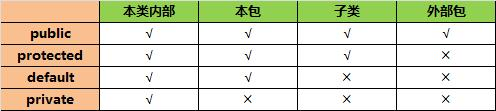 本类内部 本包 子类 外部包
public √ √ √ √
protected √ √ √ ×
default √ √ × ×
private √ × × ×